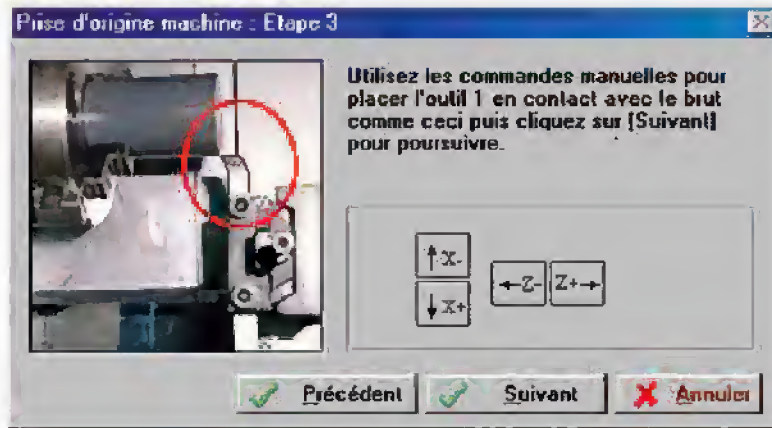 Prise d'origine machine : Etape 3
Utilisez les commandes manuelles pour
placer l'outil 1 en contact avec le brut
comme ceci puis cliquez sur [Suivant]
pour poursuivre.
↑X-
←Z- Z+→
↓X+
Précédent Suivant Annuler